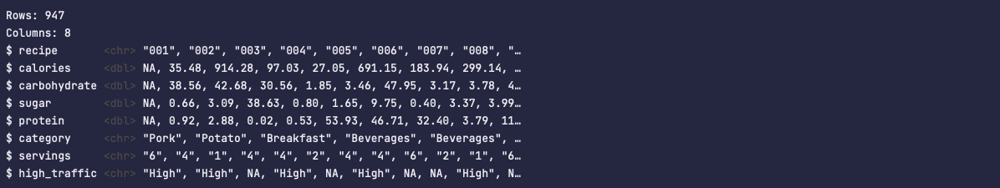 Rows: 947
Columns: 8
$ recipe       <chr> "001", "002", "003", "004", "005", "006", "007", "008", "…
$ calories     <dbl> NA, 35.48, 914.28, 97.03, 27.05, 691.15, 183.94, 299.14, …
$ carbohydrate <dbl> NA, 38.56, 42.68, 30.56, 1.85, 3.46, 47.95, 3.17, 3.78, 4…
$ sugar        <dbl> NA, 0.66, 3.09, 38.63, 0.80, 1.65, 9.75, 0.40, 3.37, 3.99…
$ protein      <dbl> NA, 0.92, 2.88, 0.02, 0.53, 53.93, 46.71, 32.40, 3.79, 11…
$ category     <chr> "Pork", "Potato", "Breakfast", "Beverages", "Beverages", …
$ servings     <chr> "6", "4", "1", "4", "4", "2", "4", "4", "6", "2", "1", "6…
$ high_traffic <chr> "High", "High", NA, "High", NA, "High", NA, NA, "High", N…